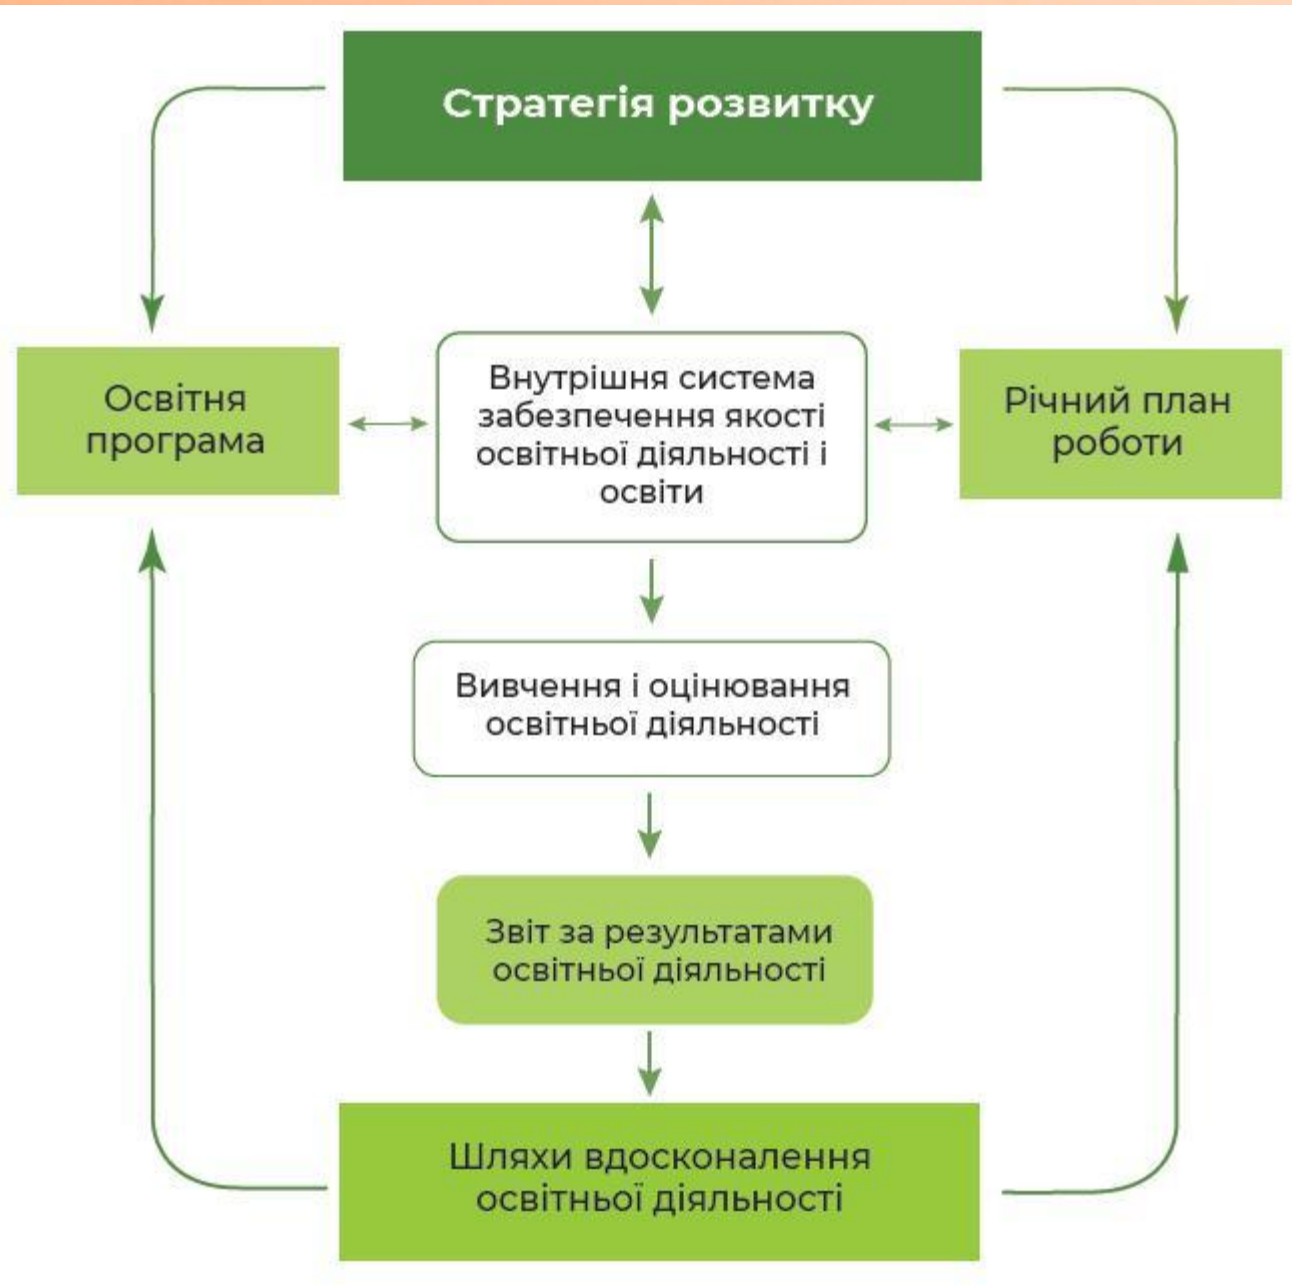 Стратегія розвитку
Освітня
програма
Внутрішня система
забезпечення якості
освітньої діяльності і
освіти
Річний план
роботи
Вивчення і оцінювання
освітньої діяльності
Звіт за результатами
освітньої діяльності
Шляхи вдосконалення
освітньої діяльності